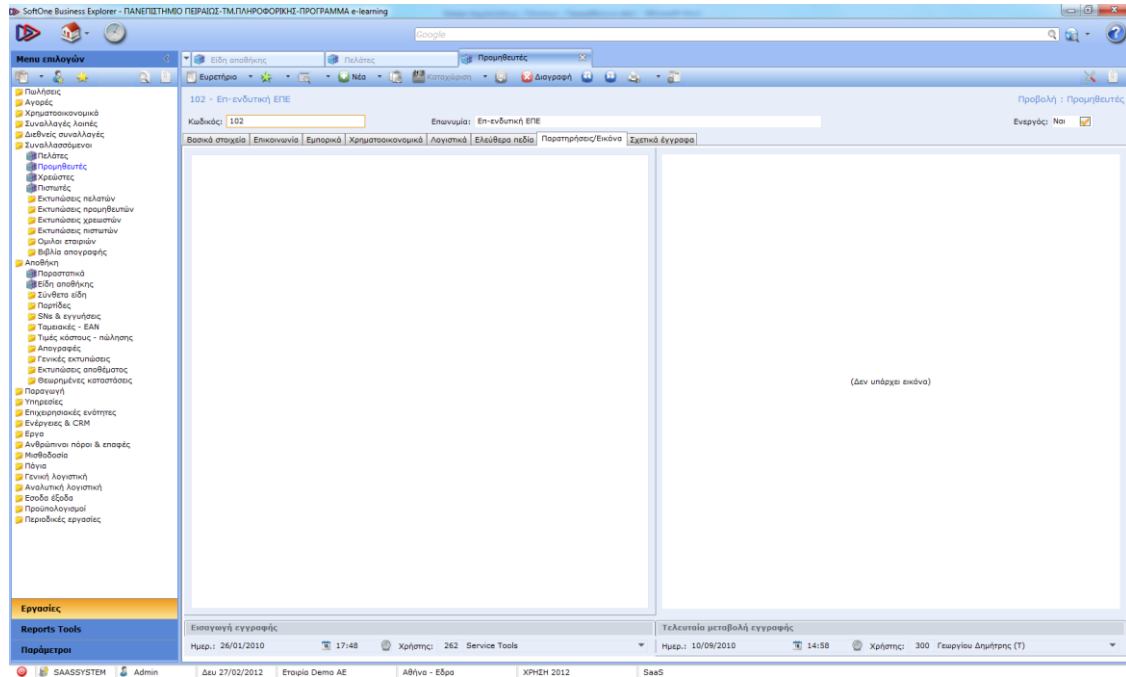 SoftOne Business Explorer - ΠΑΝΕΠΙΣΤΗΜΙΟ ΠΕΙΡΑΙΩΣ-ΤΜ.ΠΛΗΡΟΦΟΡΙΚΗΣ-ΠΡΟΓΡΑΜΜΑ e-learning
Google
Menu επιλογών
Είδη αποθήκης Πελάτες Προμηθευτές
Ευρετήριο Νέα Καταχώριση Διαγραφή
102 - Επ-ενδυτική ΕΠΕ Προβολή : Προμηθευτές
Κωδικός: 102 Επωνυμία: Επ-ενδυτική ΕΠΕ Ενεργός: Ναι
Βασικά στοιχεία Επικοινωνία Εμπορικά Χρηματοοικονομικά Λογιστικά Ελεύθερα πεδία Παρατηρήσεις/Εικόνα Σχετικά έγγραφα
Πωλήσεις
Αγορές
Χρηματοοικονομικά
Συναλλαγές λοιπές
Διεθνείς συναλλαγές
Συναλλασσόμενοι
Πελάτες
Προμηθευτές
Χρεώστες
Πιστωτές
Εκτυπώσεις πελατών
Εκτυπώσεις προμηθευτών
Εκτυπώσεις χρεωστών
Εκτυπώσεις πιστωτών
Ομιλοι εταιριών
Βιβλία απογραφής
Αποθήκη
Παραστατικά
Είδη αποθήκης
Σύνθετα είδη
Παρτίδες
SNs & εγγυήσεις
Ταμειακές - EAN
Τιμές κόστους - πώλησης
Απογραφές
Γενικές εκτυπώσεις
Εκτυπώσεις αποθέματος
Θεωρημένες καταστάσεις
Παραγωγή
Υπηρεσίες
Επιχειρησιακές ενότητες
Ενέργειες & CRM
Εργα
Ανθρώπινοι πόροι & επαφές
Μισθοδοσία
Πάγια
Γενική λογιστική
Αναλυτική λογιστική
Εσοδα έξοδα
Προϋπολογισμοί
Περιοδικές εργασίες
(Δεν υπάρχει εικόνα)
Εργασίες
Reports Tools
Παράμετροι
Εισαγωγή εγγραφής
Ημερ.: 26/01/2010 17:48 Χρήστης: 262 Service Tools
Τελευταία μεταβολή εγγραφής
Ημερ.: 10/09/2010 14:58 Χρήστης: 300 Γεωργίου Δημήτρης (Τ)
SAASSYSTEM Admin Δευ 27/02/2012 Εταιρία Demo AE Αθήνα - Εδρα ΧΡΗΣΗ 2012 SaaS